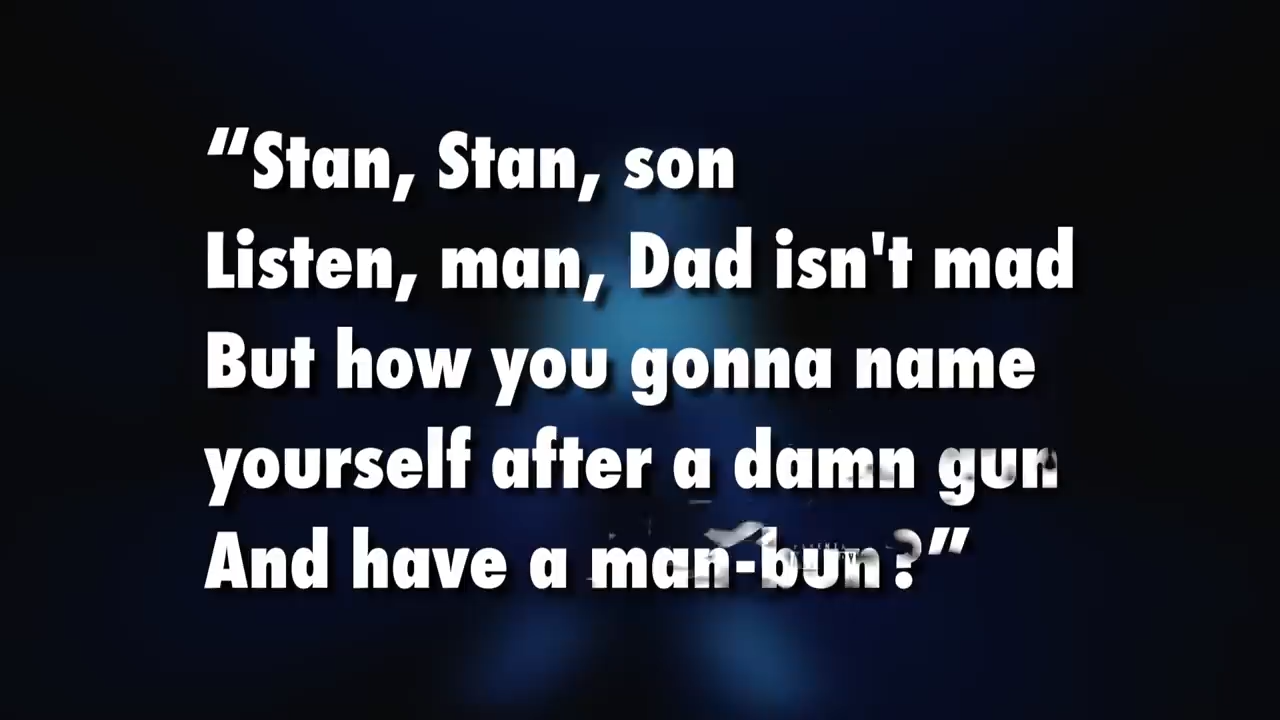 “Stan, Stan, son
Listen, man, Dad isn't mad
But how you gonna name
yourself after a damn gun
And have a man-bun?”